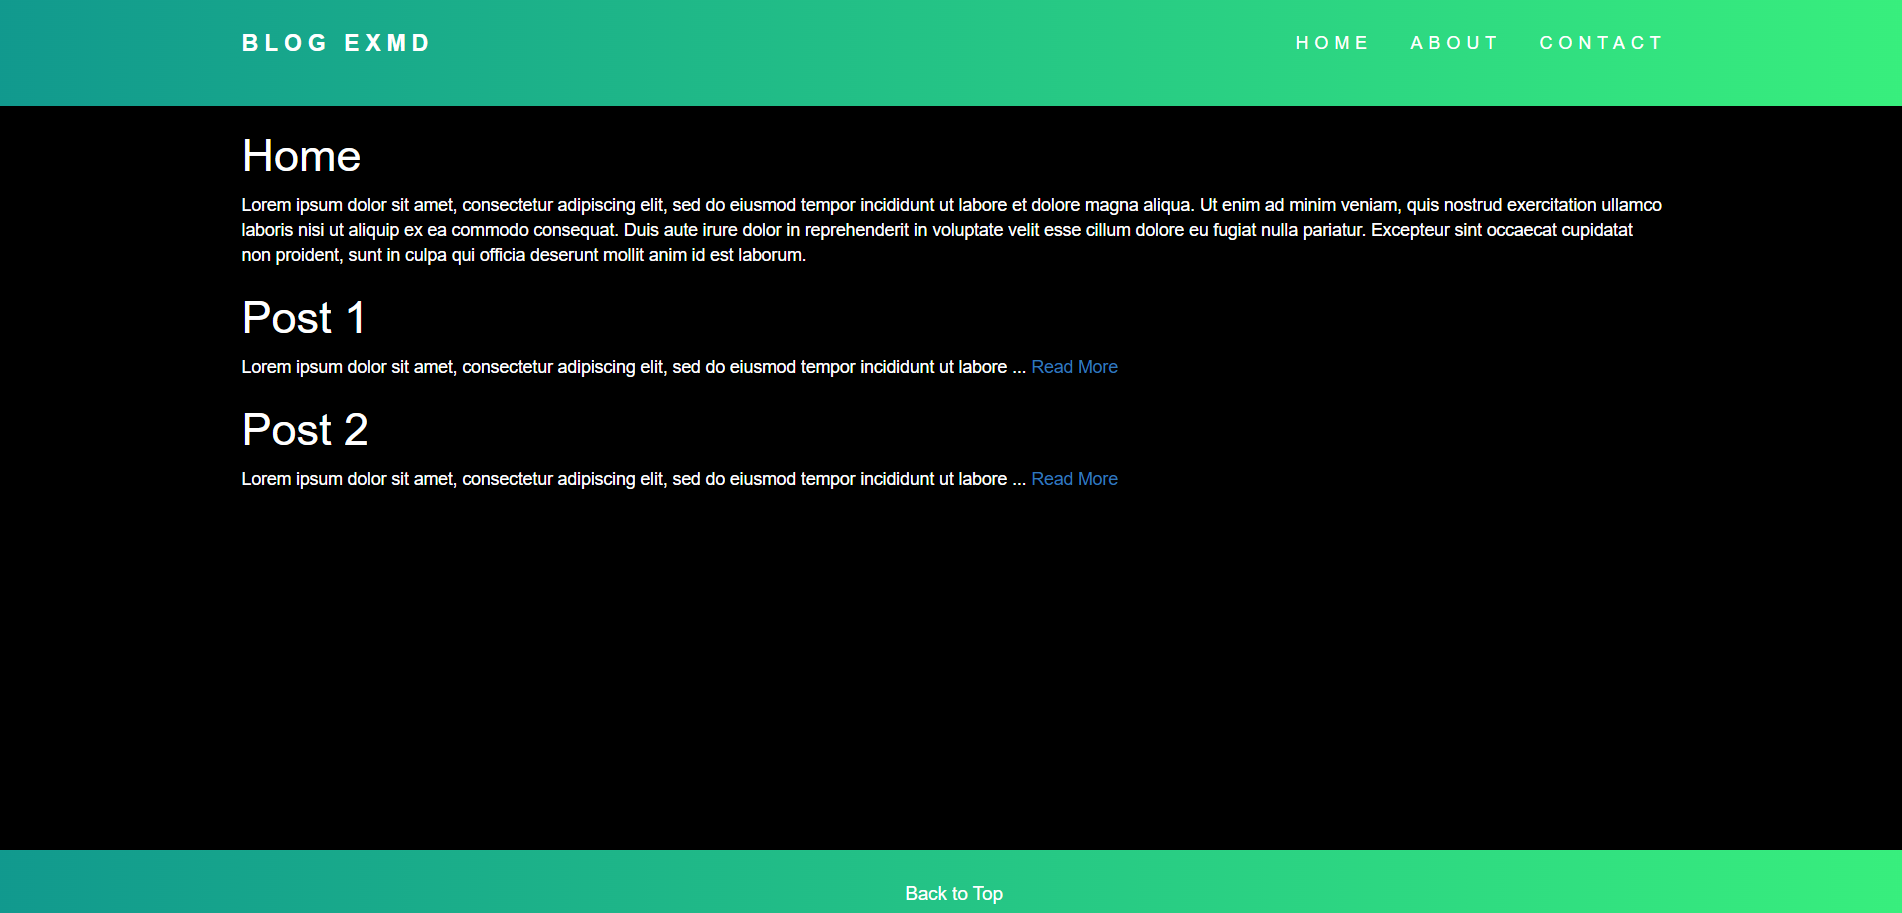 BLOG EXMD
HOME ABOUT CONTACT
Home
Lorem ipsum dolor sit amet, consectetur adipiscing elit, sed do eiusmod tempor incididunt ut labore et dolore magna aliqua. Ut enim ad minim veniam, quis nostrud exercitation ullamco
laboris nisi ut aliquip ex ea commodo consequat. Duis aute irure dolor in reprehenderit in voluptate velit esse cillum dolore eu fugiat nulla pariatur. Excepteur sint occaecat cupidatat
non proident, sunt in culpa qui officia deserunt mollit anim id est laborum.
Post 1
Lorem ipsum dolor sit amet, consectetur adipiscing elit, sed do eiusmod tempor incididunt ut labore ... Read More
Post 2
Lorem ipsum dolor sit amet, consectetur adipiscing elit, sed do eiusmod tempor incididunt ut labore ... Read More
Back to Top